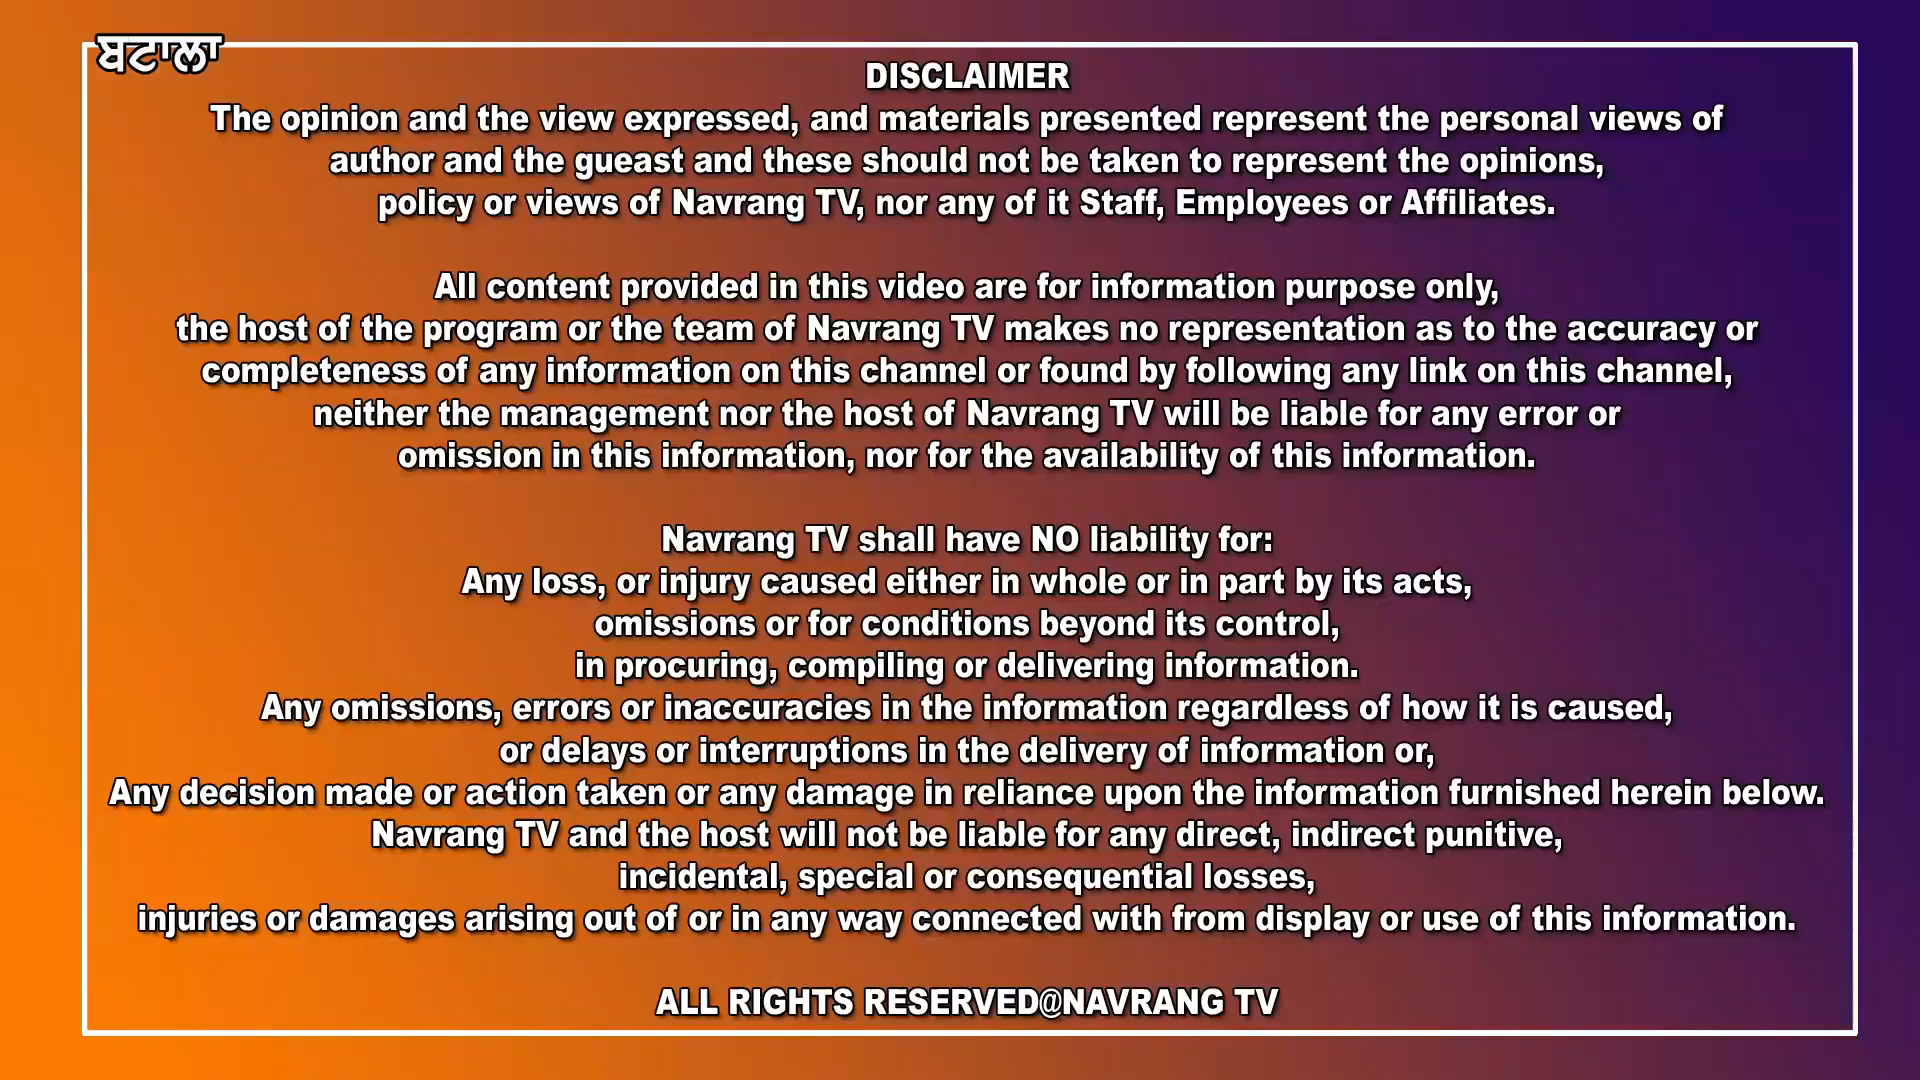 ਬਟਾਲਾ
DISCLAIMER
The opinion and the view expressed, and materials presented represent the personal views of
author and the gueast and these should not be taken to represent the opinions,
policy or views of Navrang TV, nor any of it Staff, Employees or Affiliates.
All content provided in this video are for information purpose only,
the host of the program or the team of Navrang TV makes no representation as to the accuracy or
completeness of any information on this channel or found by following any link on this channel,
neither the management nor the host of Navrang TV will be liable for any error or
omission in this information, nor for the availability of this information.
Navrang TV shall have NO liability for:
Any loss, or injury caused either in whole or in part by its acts,
omissions or for conditions beyond its control,
in procuring, compiling or delivering information.
Any omissions, errors or inaccuracies in the information regardless of how it is caused,
or delays or interruptions in the delivery of information or,
Any decision made or action taken or any damage in reliance upon the information furnished herein below.
Navrang TV and the host will not be liable for any direct, indirect punitive,
incidental, special or consequential losses,
injuries or damages arising out of or in any way connected with from display or use of this information.
ALL RIGHTS RESERVED@NAVRANG TV